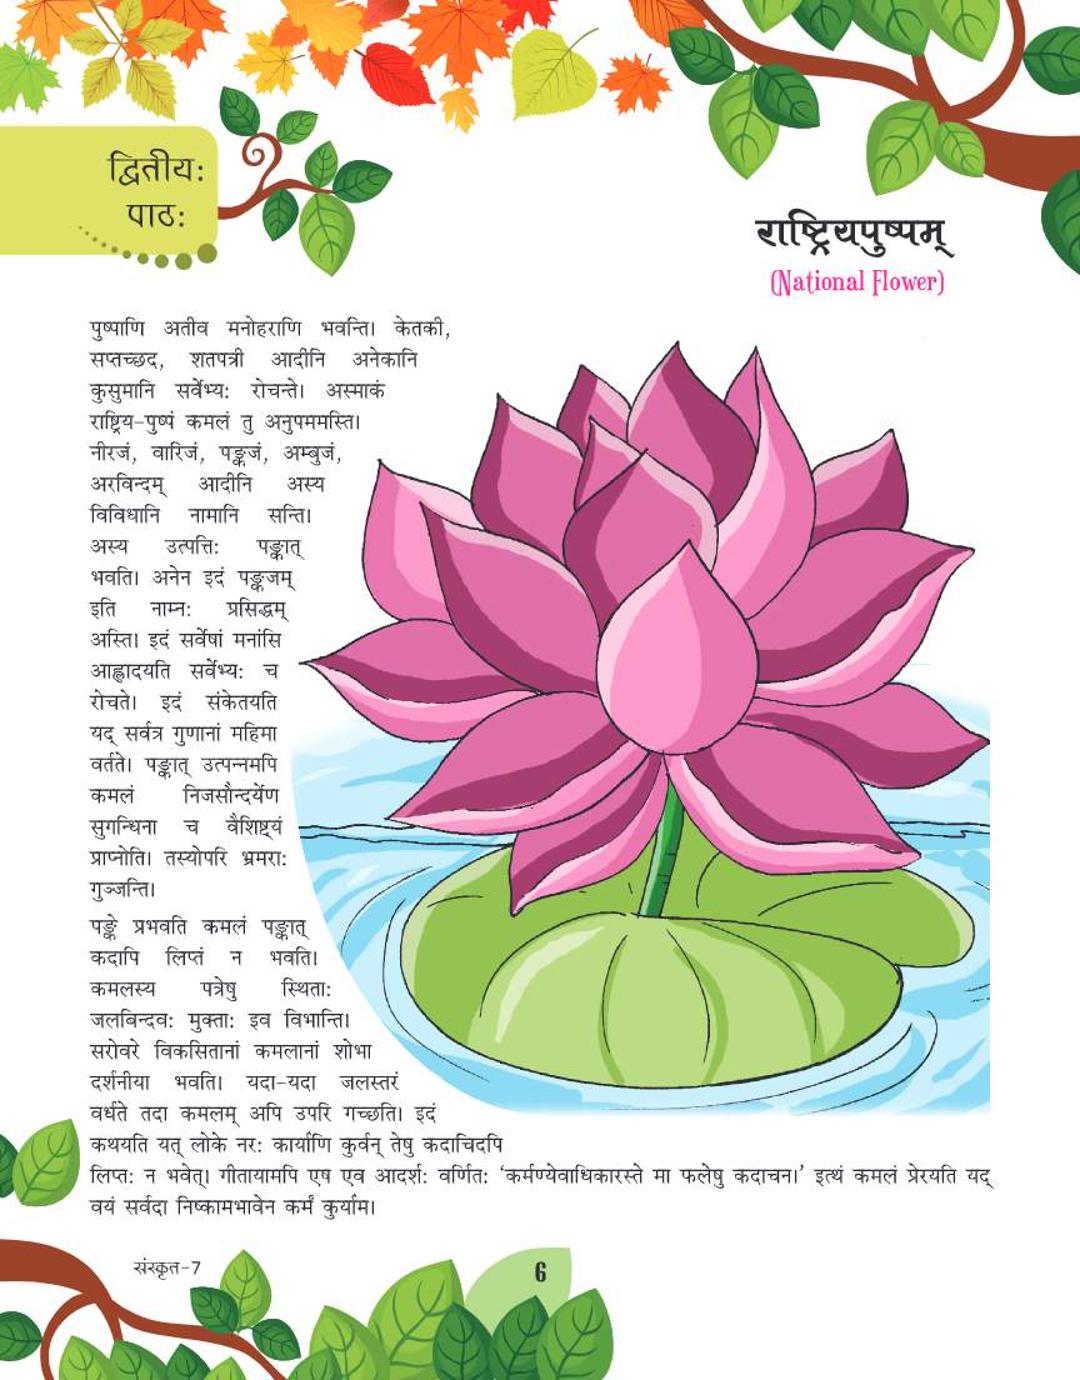 द्वितीय:
पाठ:
राष्ट्रियपुष्पम्
(National Flower)
पुष्पाणि अतीव मनोहराणि भवन्ति। केतकी,
सप्तच्छद, शतपत्री आदीनि अनेकानि
कुसुमानि सर्वेभ्य: रोचन्ते। अस्माकं
राष्ट्रिय-पुष्पं कमलं तु अनुपममस्ति।
नीरजं, वारिजं, पङ्कजं, अम्बुजं,
अरविन्दम् आदीनि अस्य
विविधानि नामानि सन्ति।
अस्य उत्पत्ति: पङ्कात्
भवति। अनेन इदं पङ्कजम्
इति नाम्न: प्रसिद्धम्
अस्ति। इदं सर्वेषां मनांसि
आह्लादयति सर्वेभ्य: च
रोचते। इदं संकेतयति
यद् सर्वत्र गुणानां महिमा
वर्तते। पङ्कात् उत्पन्नमपि
कमलं निजसौन्दर्येण
सुगन्धिना च वैशिष्ट्यं
प्राप्नोति। तस्योपरि भ्रमरा:
गुञ्जन्ति।
पङ्के प्रभवति कमलं पङ्कात्
कदापि लिप्तं न भवति।
कमलस्य पत्रेषु स्थिता:
जलबिन्दव: मुक्ता: इव विभान्ति।
सरोवरे विकसितानां कमलानां शोभा
दर्शनीया भवति। यदा-यदा जलस्तरं
वर्धते तदा कमलम् अपि उपरि गच्छति। इदं
कथयति यत् लोके नर: कार्याणि कुर्वन् तेषु कदाचिदपि
लिप्त: न भवेत्। गीतायामपि एष एव आदर्श: वर्णित: ‘कर्मण्येवाधिकारस्ते मा फलेषु कदाचन।’ इत्थं कमलं प्रेरयति यद्
वयं सर्वदा निष्कामभावेन कर्मं कुर्याम।
संस्कृत-7
6